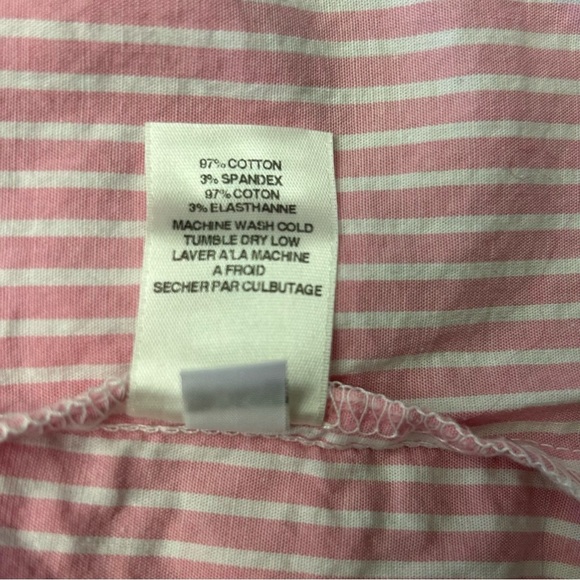 97% COTTON
3% SPANDEX
97% COTON
3% ELASTHANNE
MACHINE WASH COLD
TUMBLE DRY LOW
LAVER A'LA MACHINE
A FROID
SECHER PAR CULBUTAGE